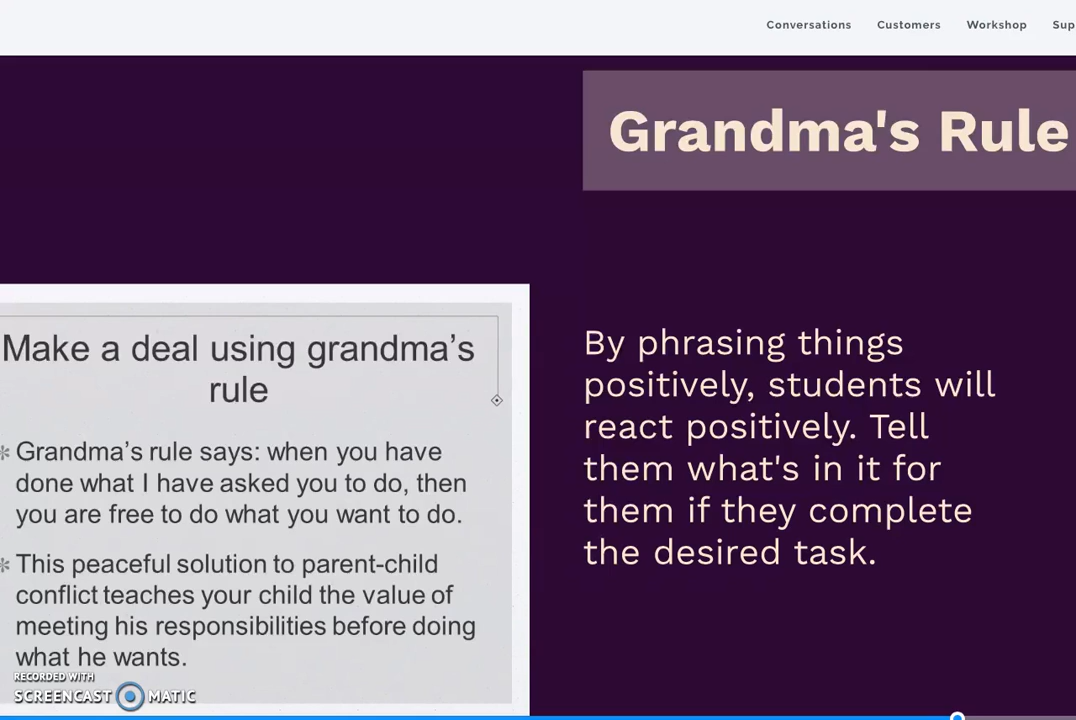 Conversations Customers Workshop
Grandma's Rule
Make a deal using grandma’s
rule
* Grandma’s rule says: when you have
done what I have asked you to do, then
you are free to do what you want to do.
* This peaceful solution to parent-child
conflict teaches your child the value of
meeting his responsibilities before doing
what he wants.
By phrasing things
positively, students will
react positively. Tell
them what's in it for
them if they complete
the desired task.
RECORDED WITH
SCREENCAST MATIC